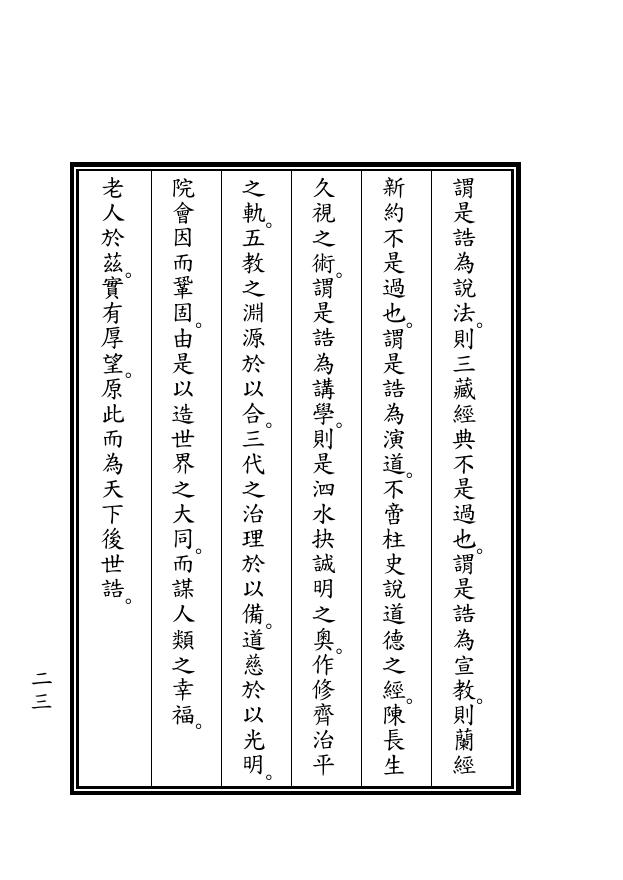 謂是誥為說法。則三藏經典不是過也。謂是誥為宣教。則蘭經
新約不是過也。謂是誥為演道。不啻柱史說道德之經。陳長生
久視之術。謂是誥為講學。則是泗水抉誠明之奧。作修齊治平
之軌。五教之淵源於以合。三代之治理於以備。道慈於以光明。
院會因而鞏固。由是以造世界之大同。而謀人類之幸福。
老人於茲。實有厚望。原此而為天下後世誥。
二三